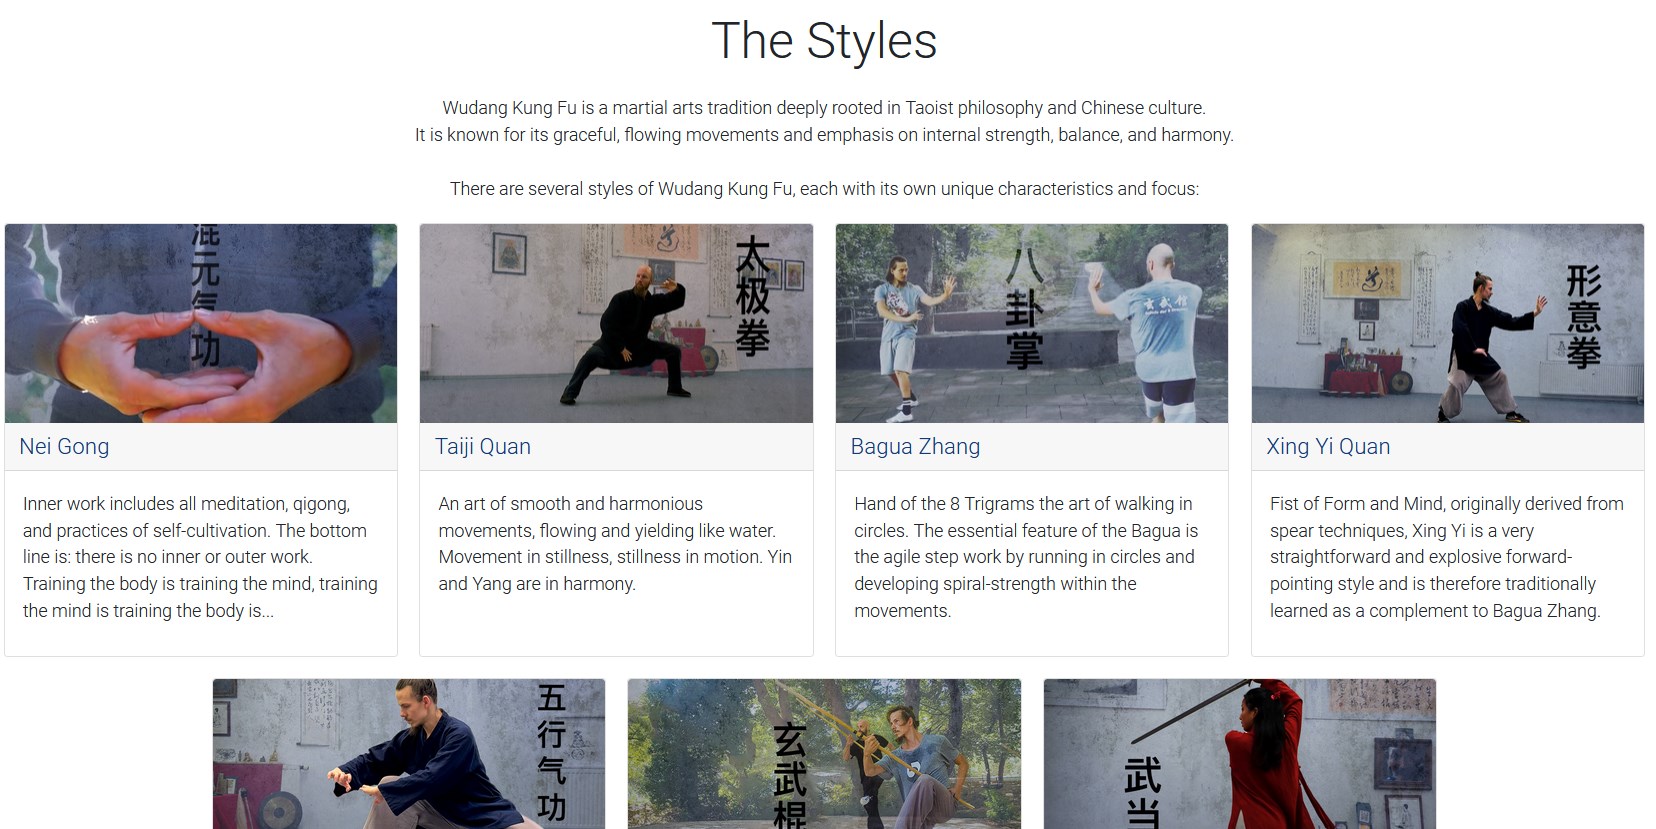 The Styles
Wudang Kung Fu is a martial arts tradition deeply rooted in Taoist philosophy and Chinese culture.
It is known for its graceful, flowing movements and emphasis on internal strength, balance, and harmony.
There are several styles of Wudang Kung Fu, each with its own unique characteristics and focus:
混元气功
太极拳
八卦掌
玄武馆
形意拳
Nei Gong
Taiji Quan
Bagua Zhang
Xing Yi Quan
Inner work includes all meditation, qigong,
and practices of self-cultivation. The bottom
line is: there is no inner or outer work.
Training the body is training the mind, training
the mind is training the body is...
An art of smooth and harmonious
movements, flowing and yielding like water.
Movement in stillness, stillness in motion. Yin
and Yang are in harmony.
Hand of the 8 Trigrams the art of walking in
circles. The essential feature of the Bagua is
the agile step work by running in circles and
developing spiral-strength within the
movements.
Fist of Form and Mind, originally derived from
spear techniques, Xing Yi is a very
straightforward and explosive forward-
pointing style and is therefore traditionally
learned as a complement to Bagua Zhang.
五行气功
玄武棍
武当